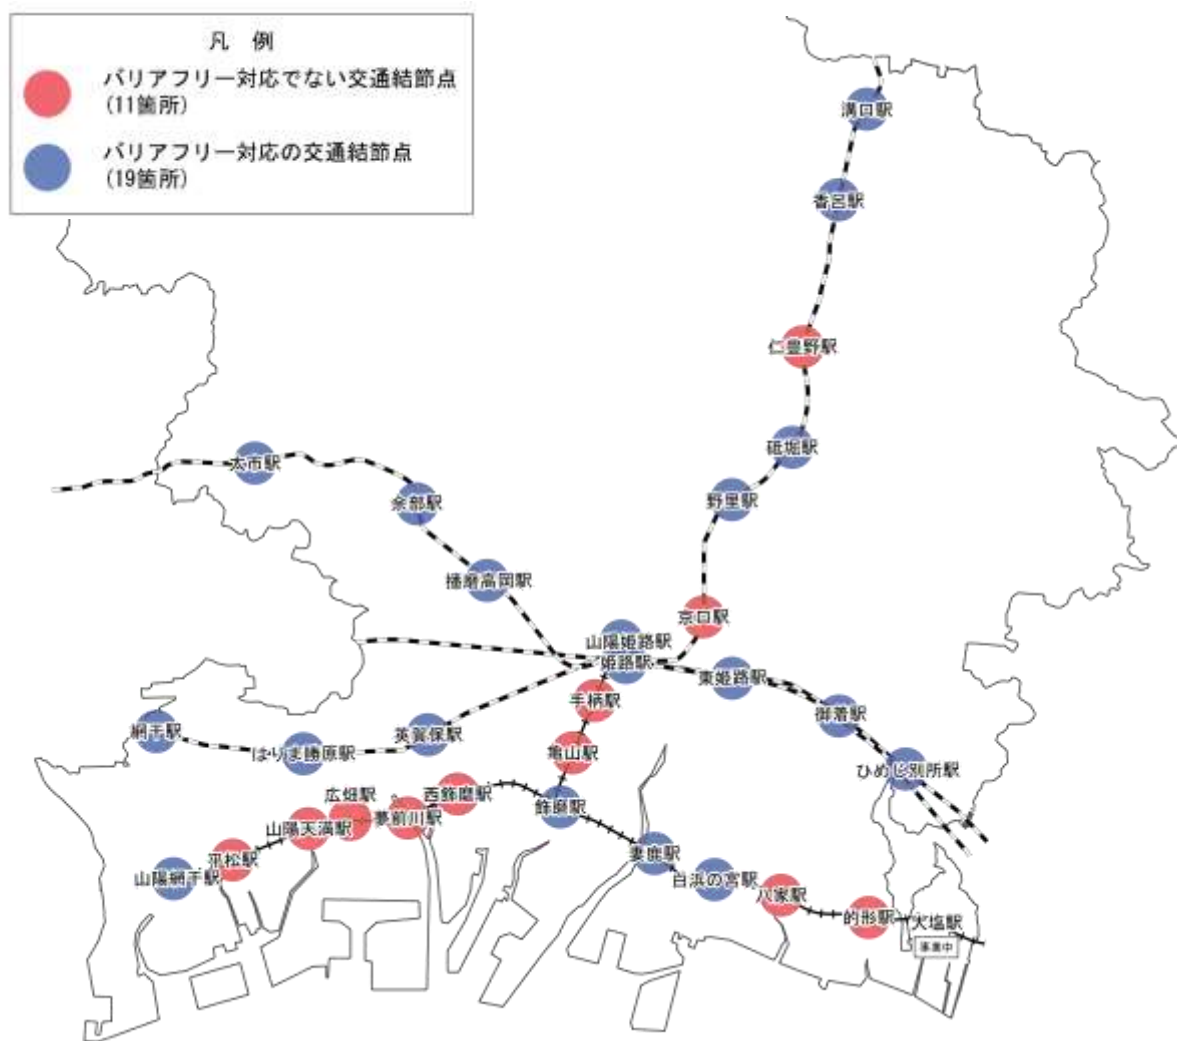 凡 例
バリアフリー対応でない交通結節点
(11箇所)
バリアフリー対応の交通結節点
(19箇所)
溝口駅
香呂駅
仁豊野駅
砥堀駅
太市駅
余部駅
野里駅
播磨高岡駅
京口駅
山陽姫路駅
姫路駅
東姫路駅
手柄駅
御着駅
網干駅
英賀保駅
はりま勝原駅
亀山駅
ひめじ別所駅
西飾磨駅
広畑駅
飾磨駅
夢前川駅
山陽天満駅
妻鹿駅
平松駅
山陽網干駅
白浜の宮駅
八家駅
的形駅
大塩駅
事業中